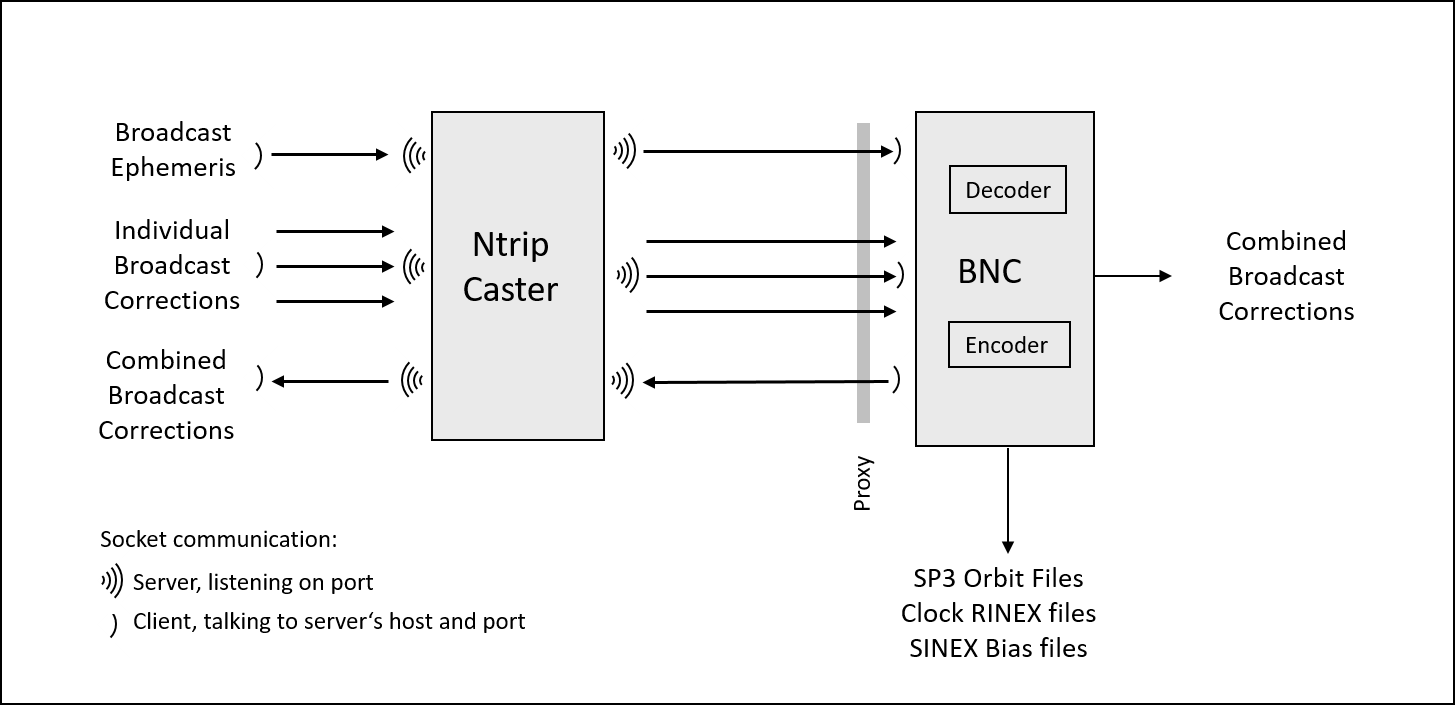 Broadcast
Ephemeris
Individual
Broadcast
Corrections
Combined
Broadcast
Corrections
Ntrip
Caster
Proxy
Decoder
BNC
Encoder
Combined
Broadcast
Corrections
SP3 Orbit Files
Clock RINEX files
SINEX Bias files
Socket communication:
Server, listening on port
Client, talking to server‘s host and port